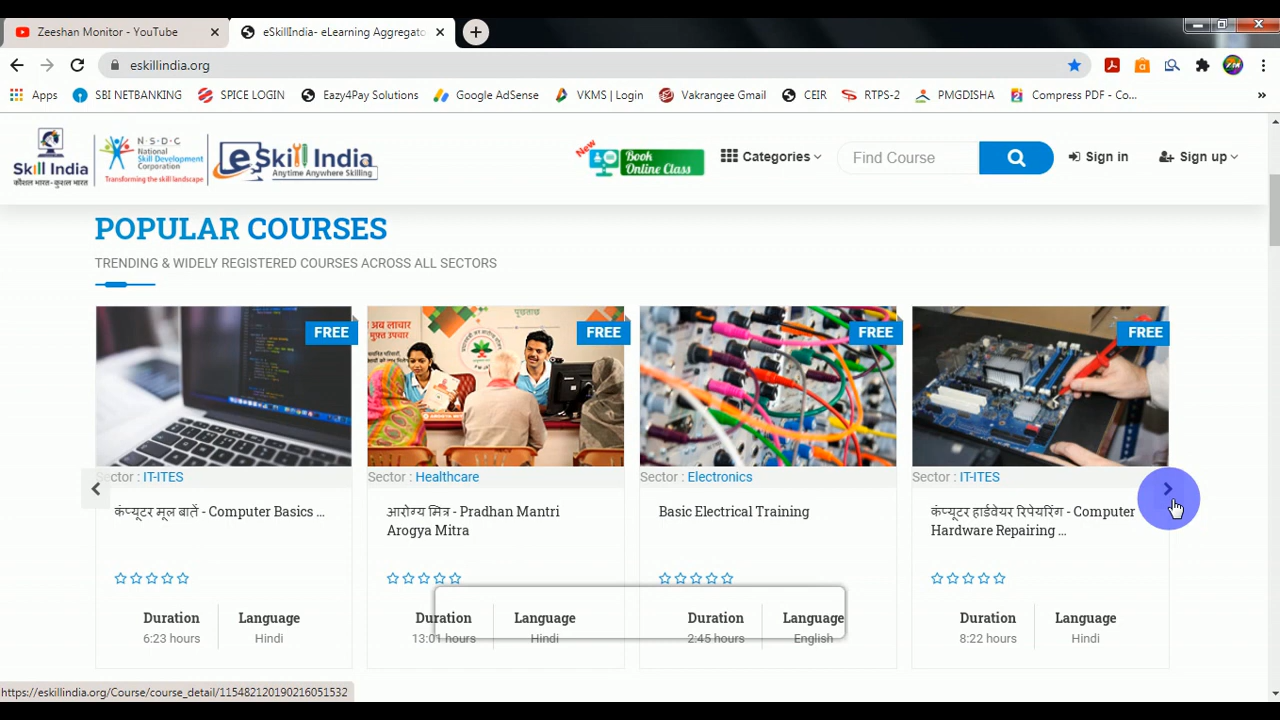 Zeeshan Monitor - YouTube
eSkillIndia- eLearning Aggregato
eskillindia.org
Apps
SBI NETBANKING
SPICE LOGIN
Eazy4Pay Solutions
Google AdSense
VKMS | Login
Vakrangee Gmail
CEIR
RTPS-2
PMGDISHA
Compress PDF - Co...
Skill India
कौशल भारत - कुशल भारत
N·S·D·C
National
Skill Development
Corporation
Transforming the skill landscape
eSkill India
Anytime Anywhere Skilling
New
Book
Online Class
Categories
Find Course
Sign in
Sign up
POPULAR COURSES
TRENDING & WIDELY REGISTERED COURSES ACROSS ALL SECTORS
FREE
Sector : IT-ITES
कंप्यूटर मूल बातें - Computer Basics ...
Duration
6:23 hours
Language
Hindi
अब लाचार
मुफ़्त उपचार
पूछताछ
FREE
Sector : Healthcare
आरोग्य मित्र - Pradhan Mantri
Arogya Mitra
Duration
13:01 hours
Language
Hindi
FREE
Sector : Electronics
Basic Electrical Training
Duration
2:45 hours
Language
English
FREE
Sector : IT-ITES
कंप्यूटर हार्डवेयर रिपेयरिंग - Computer
Hardware Repairing ...
Duration
8:22 hours
Language
Hindi
https://eskillindia.org/Course/course_detail/115482120190216051532